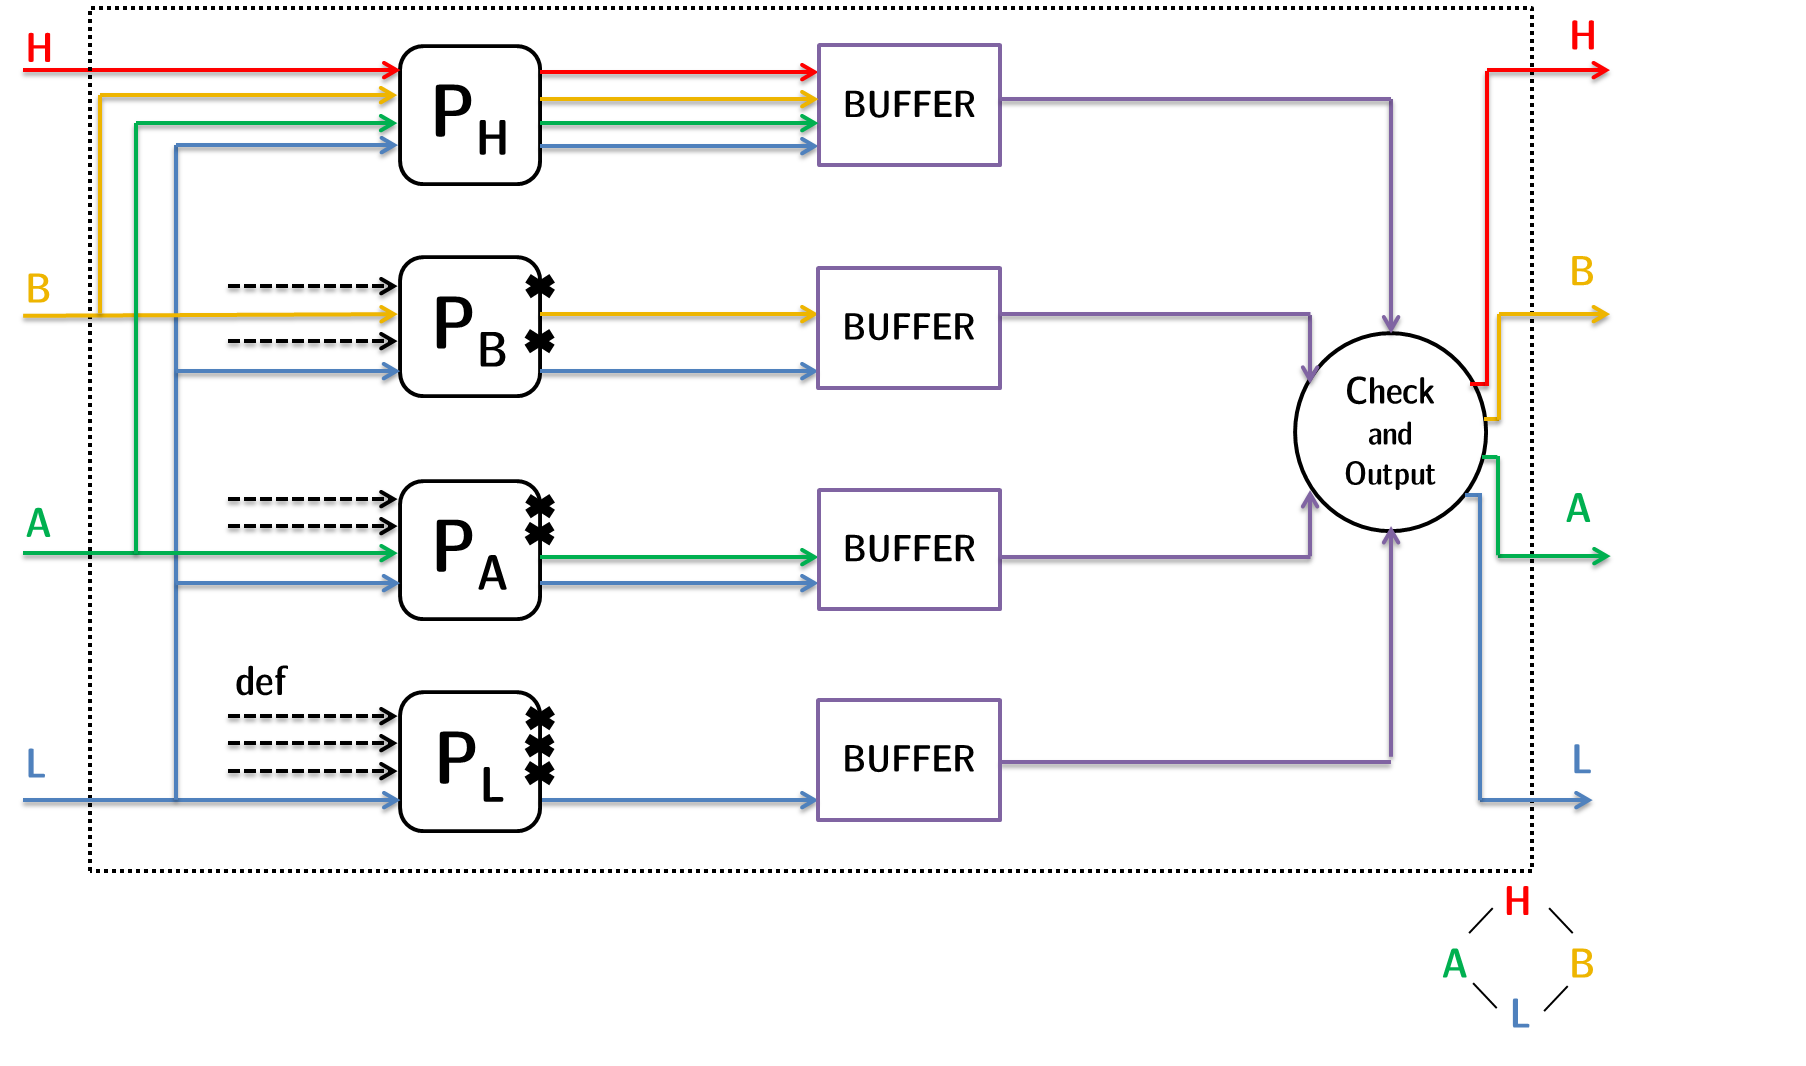 H
H
P_H
BUFFER
B
B
P_B
BUFFER
Check
and
Output
A
A
P_A
BUFFER
def
L
L
P_L
BUFFER
H
A B
L